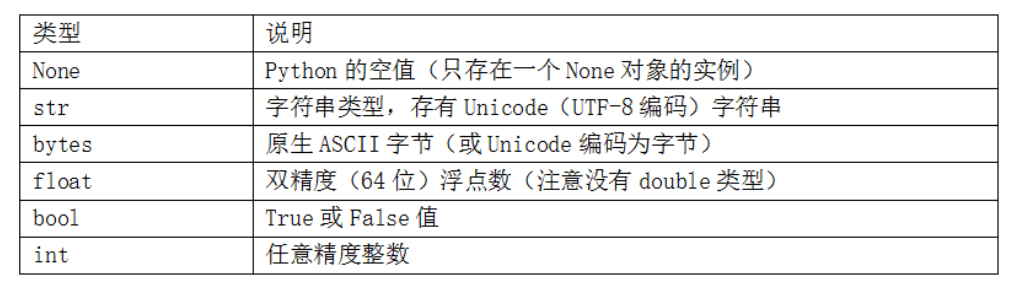 类型 说明
None Python 的空值（只存在一个 None 对象的实例）
str 字符串类型，存有 Unicode（UTF-8 编码）字符串
bytes 原生 ASCII 字节（或 Unicode 编码为字节）
float 双精度（64 位）浮点数（注意没有 double 类型）
bool True 或 False 值
int 任意精度整数